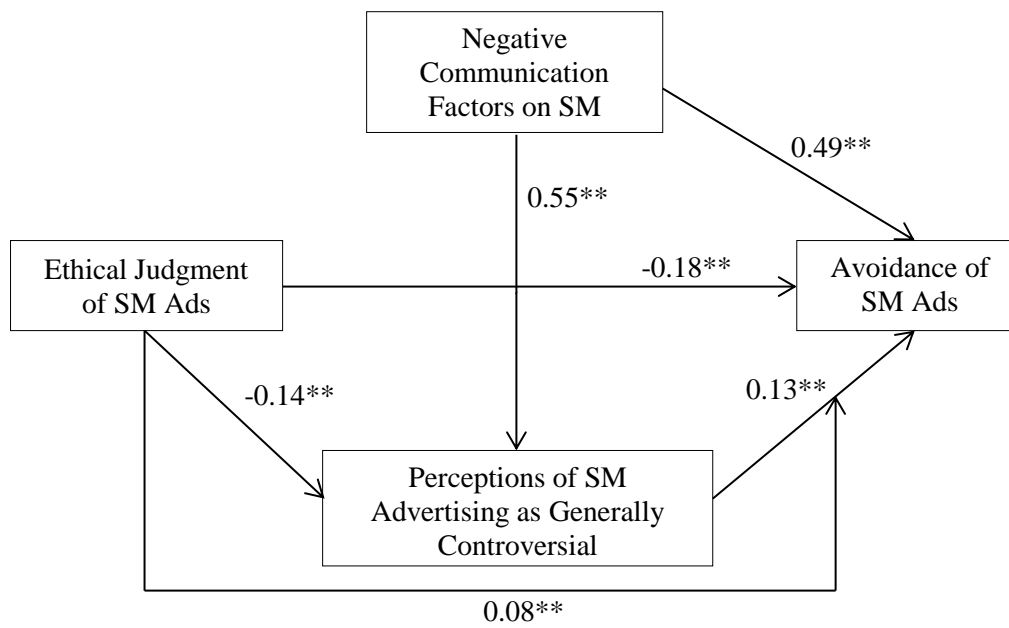 Negative
Communication
Factors on SM
0.49**
0.55**
Ethical Judgment
of SM Ads
-0.18**
Avoidance of
SM Ads
-0.14**
0.13**
Perceptions of SM
Advertising as Generally
Controversial
0.08**